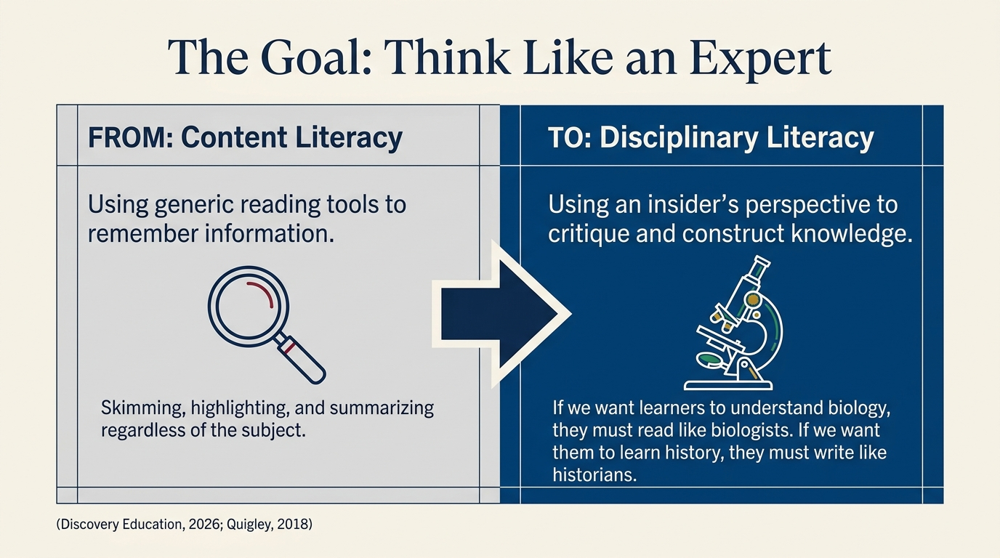 The Goal: Think Like an Expert
FROM: Content Literacy
Using generic reading tools to
remember information.
Skimming, highlighting, and summarizing
regardless of the subject.
TO: Disciplinary Literacy
Using an insider’s perspective to
critique and construct knowledge.
If we want learners to understand biology,
they must read like biologists. If we want
them to learn history, they must write like
historians.
(Discovery Education, 2026; Quigley, 2018)